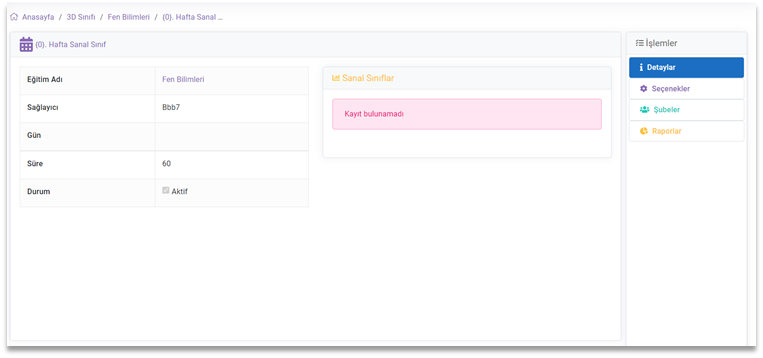 Anasayfa / 3D Sınıfı / Fen Bilimleri / (0). Hafta Sanal ...
(0). Hafta Sanal Sınıf
Eğitim Adı Fen Bilimleri
Sağlayıcı Bbb7
Gün
Süre 60
Durum Aktif
Sanal Sınıflar
Kayıt bulunamadı
İşlemler
Detaylar
Seçenekler
Şubeler
Raporlar